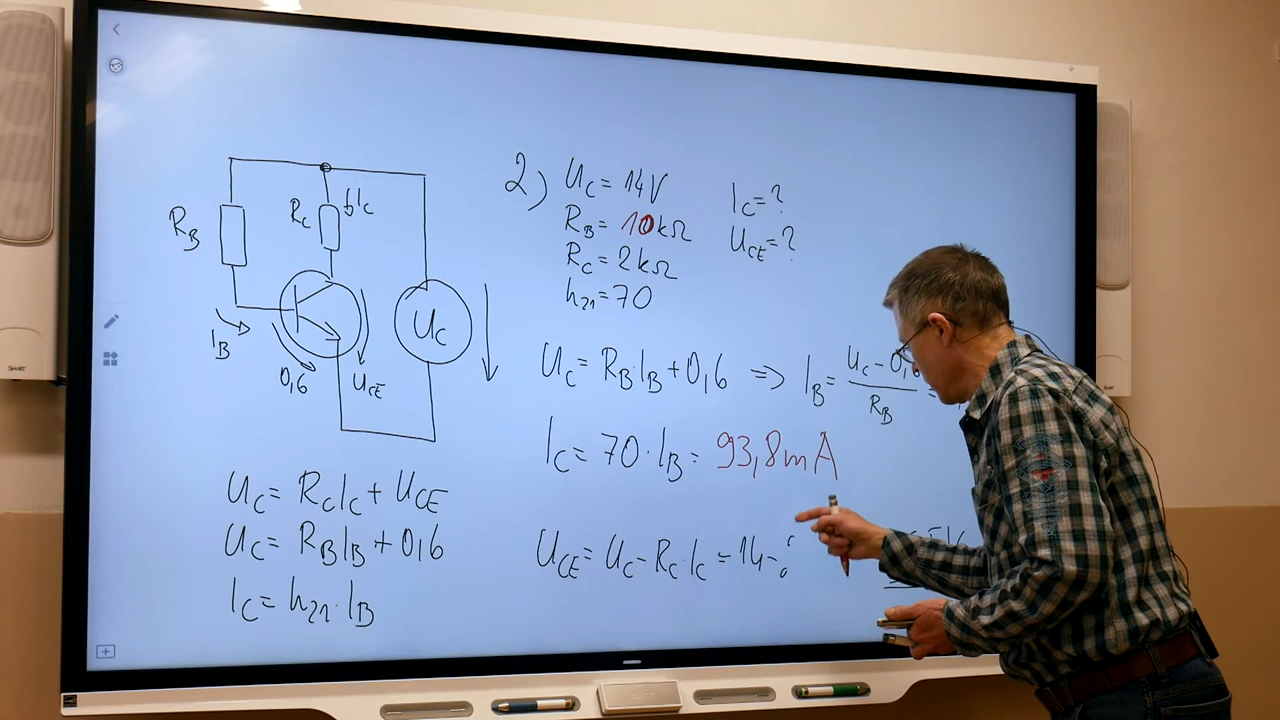 R_B
R_C
I_C
I_B
0,6
U_CE
U_C
U_C = R_C I_C + U_CE
U_C = R_B I_B + 0,6
I_C = h_21 · I_B
2) U_C = 14V
R_B = 10kΩ
R_C = 2kΩ
h_21 = 70
I_C = ?
U_CE = ?
U_C = R_B·I_B + 0,6 => I_B = (U_C - 0,6) / R_B =
I_C = 70 · I_B = 93,8mA
U_CE = U_C - R_C·I_C = 14 - ?
SMART
SMART